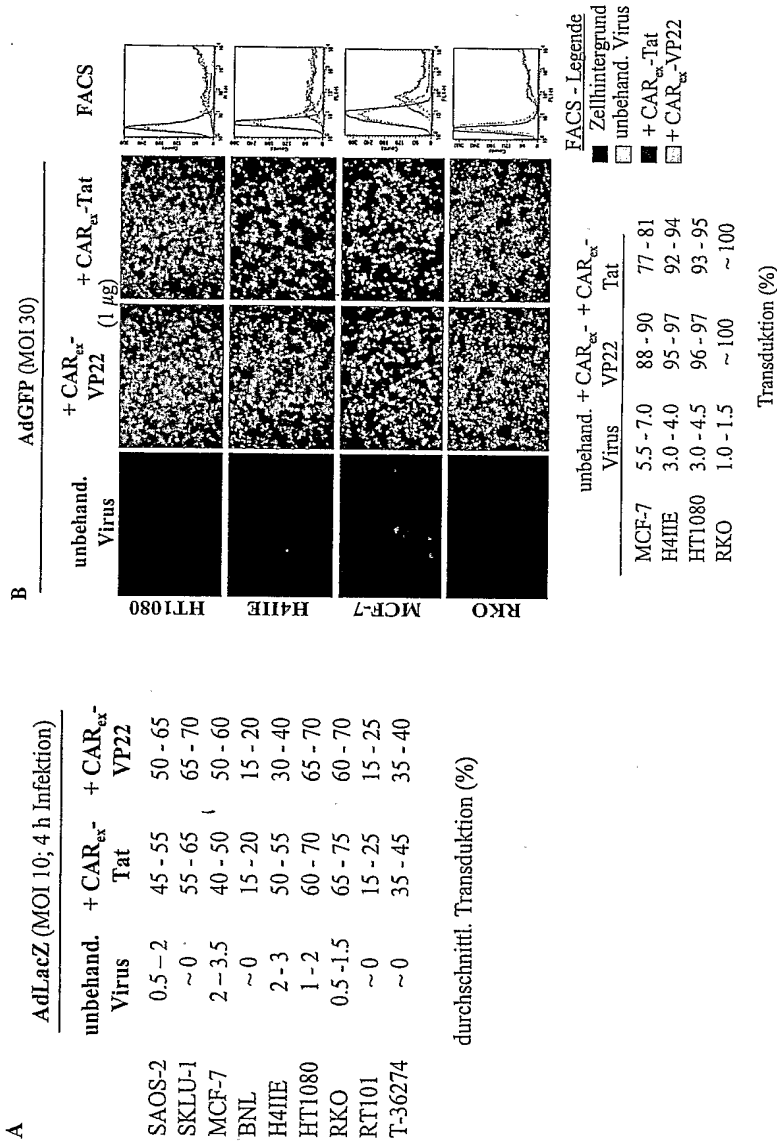 A
AdLacZ (MOI 10; 4 h Infektion)
unbehand. + CARex- + CARex-
Virus Tat VP22
SAOS-2 0.5 – 2 45 - 55 50 - 65
SKLU-1 ~ 0 55 - 65 65 - 70
MCF-7 2 – 3.5 40 - 50 50 - 60
BNL ~ 0 15 - 20 15 - 20
H4IIE 2 - 3 50 - 55 30 - 40
HT1080 1 - 2 60 - 70 65 - 70
RKO 0.5 -1.5 65 - 75 60 - 70
RT101 ~ 0 15 - 25 15 - 25
T-36274 ~ 0 35 - 45 35 - 40
durchschnittl. Transduktion (%)
B
AdGFP (MOI 30)
unbehand. + CARex- + CARex-Tat FACS
Virus VP22
(1 µg)
HT1080
H4IIE
MCF-7
RKO
FACS - Legende
Zellhintergrund
unbehand. Virus
+ CARex-Tat
+ CARex-VP22
unbehand. + CARex- + CARex-
Virus VP22 Tat
MCF-7 5.5 - 7.0 88 - 90 77 - 81
H4IIE 3.0 - 4.0 95 - 97 92 - 94
HT1080 3.0 - 4.5 96 - 97 93 - 95
RKO 1.0 - 1.5 ~ 100 ~ 100
Transduktion (%)